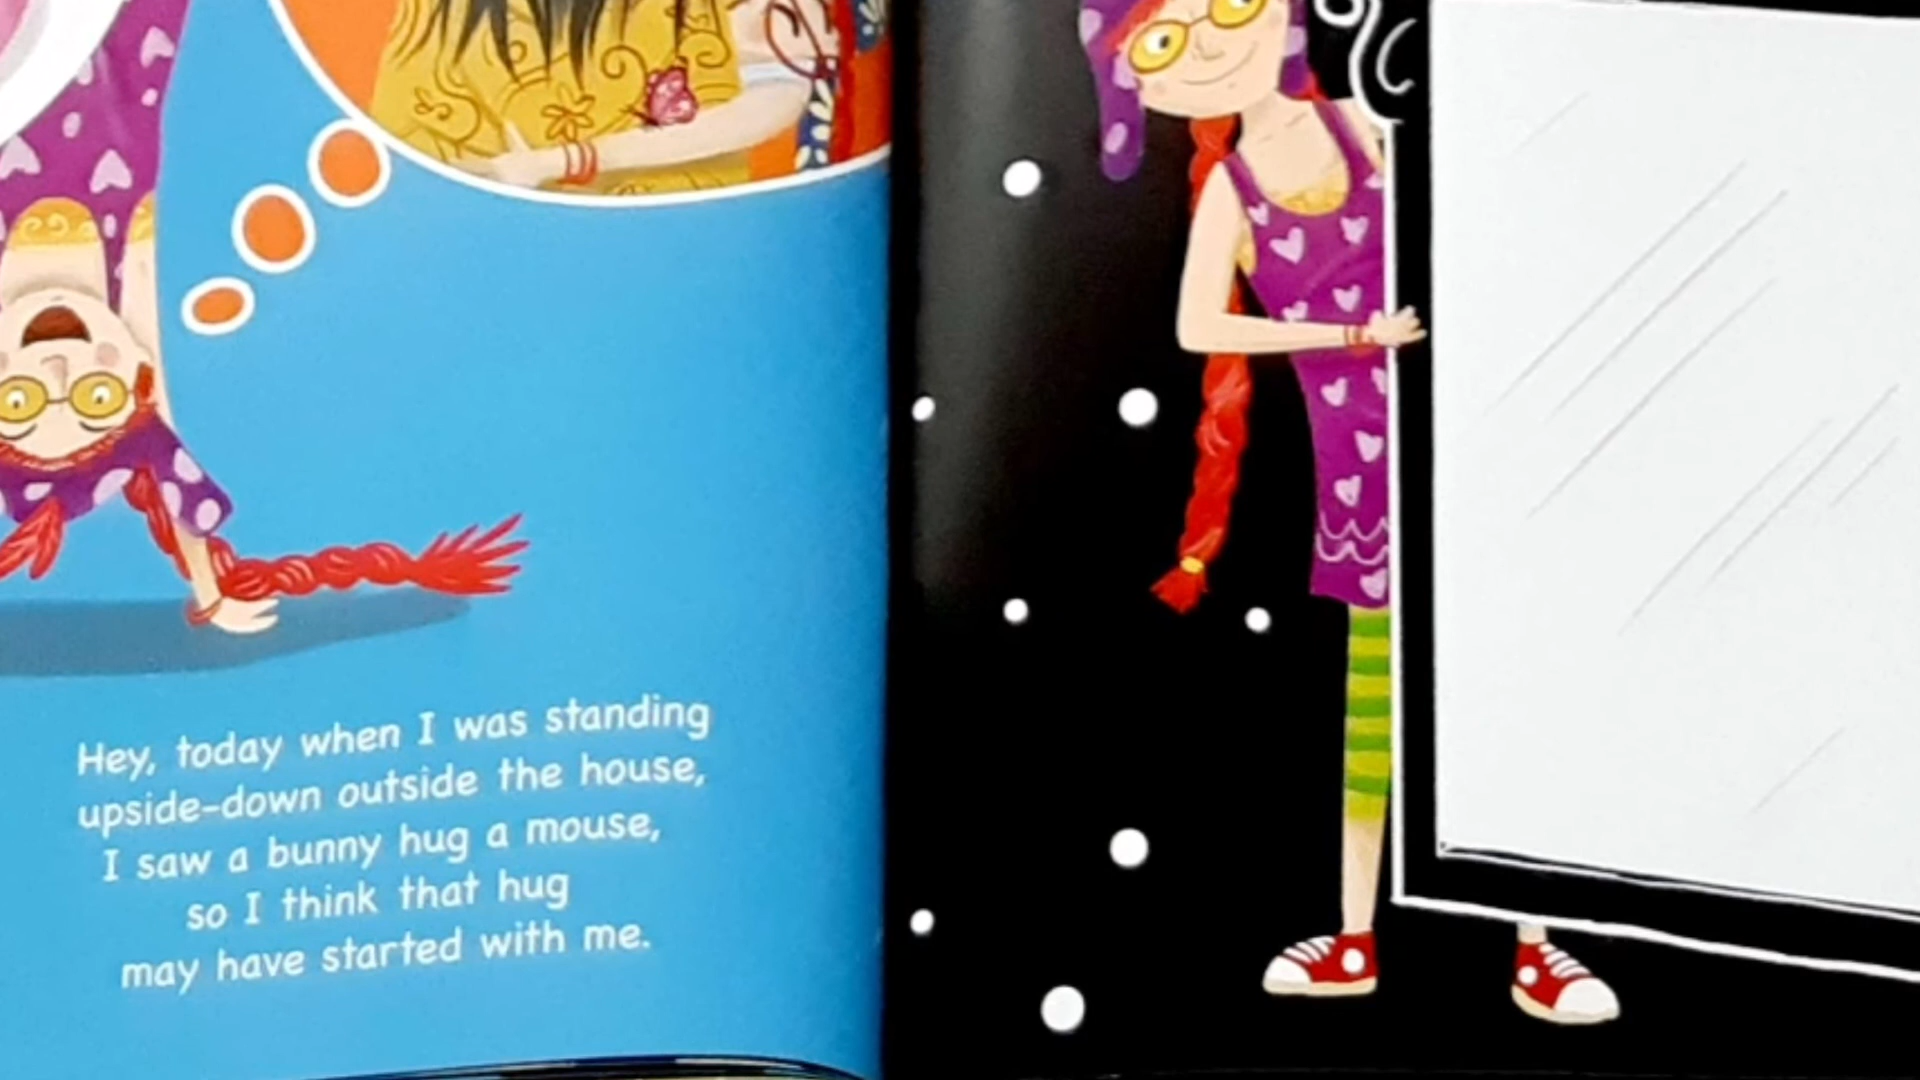 Hey, today when I was standing
upside-down outside the house,
I saw a bunny hug a mouse,
so I think that hug
may have started with me.